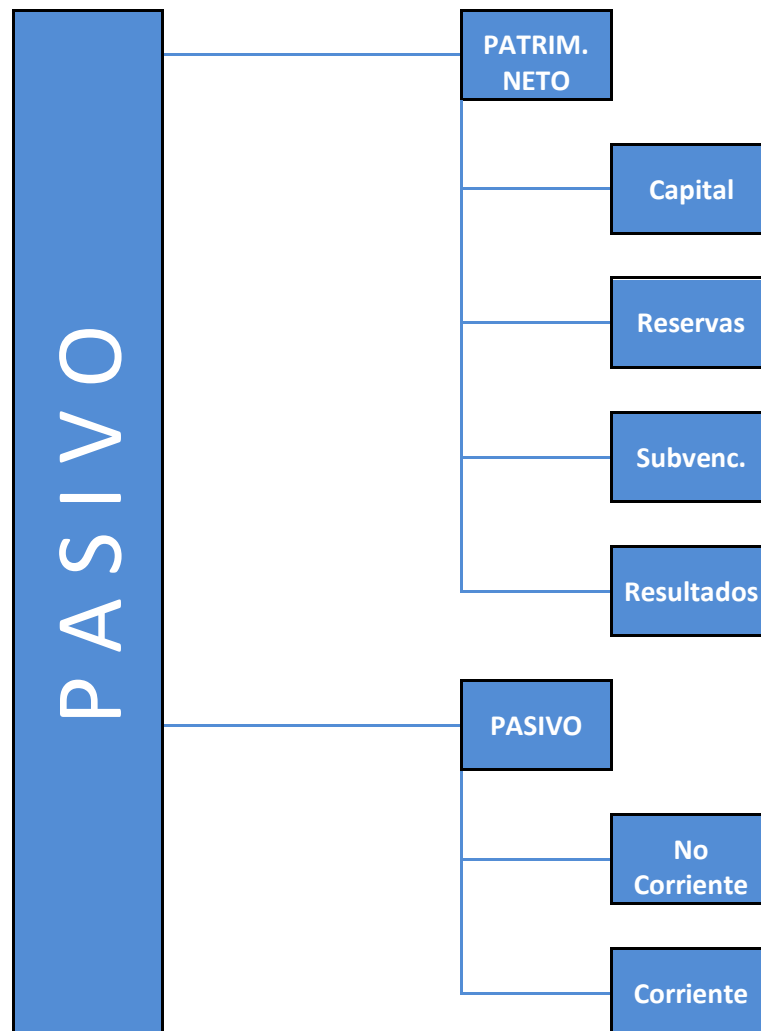 PASIVO
PATRIM.
NETO
Capital
Reservas
Subvenc.
Resultados
PASIVO
No
Corriente
Corriente